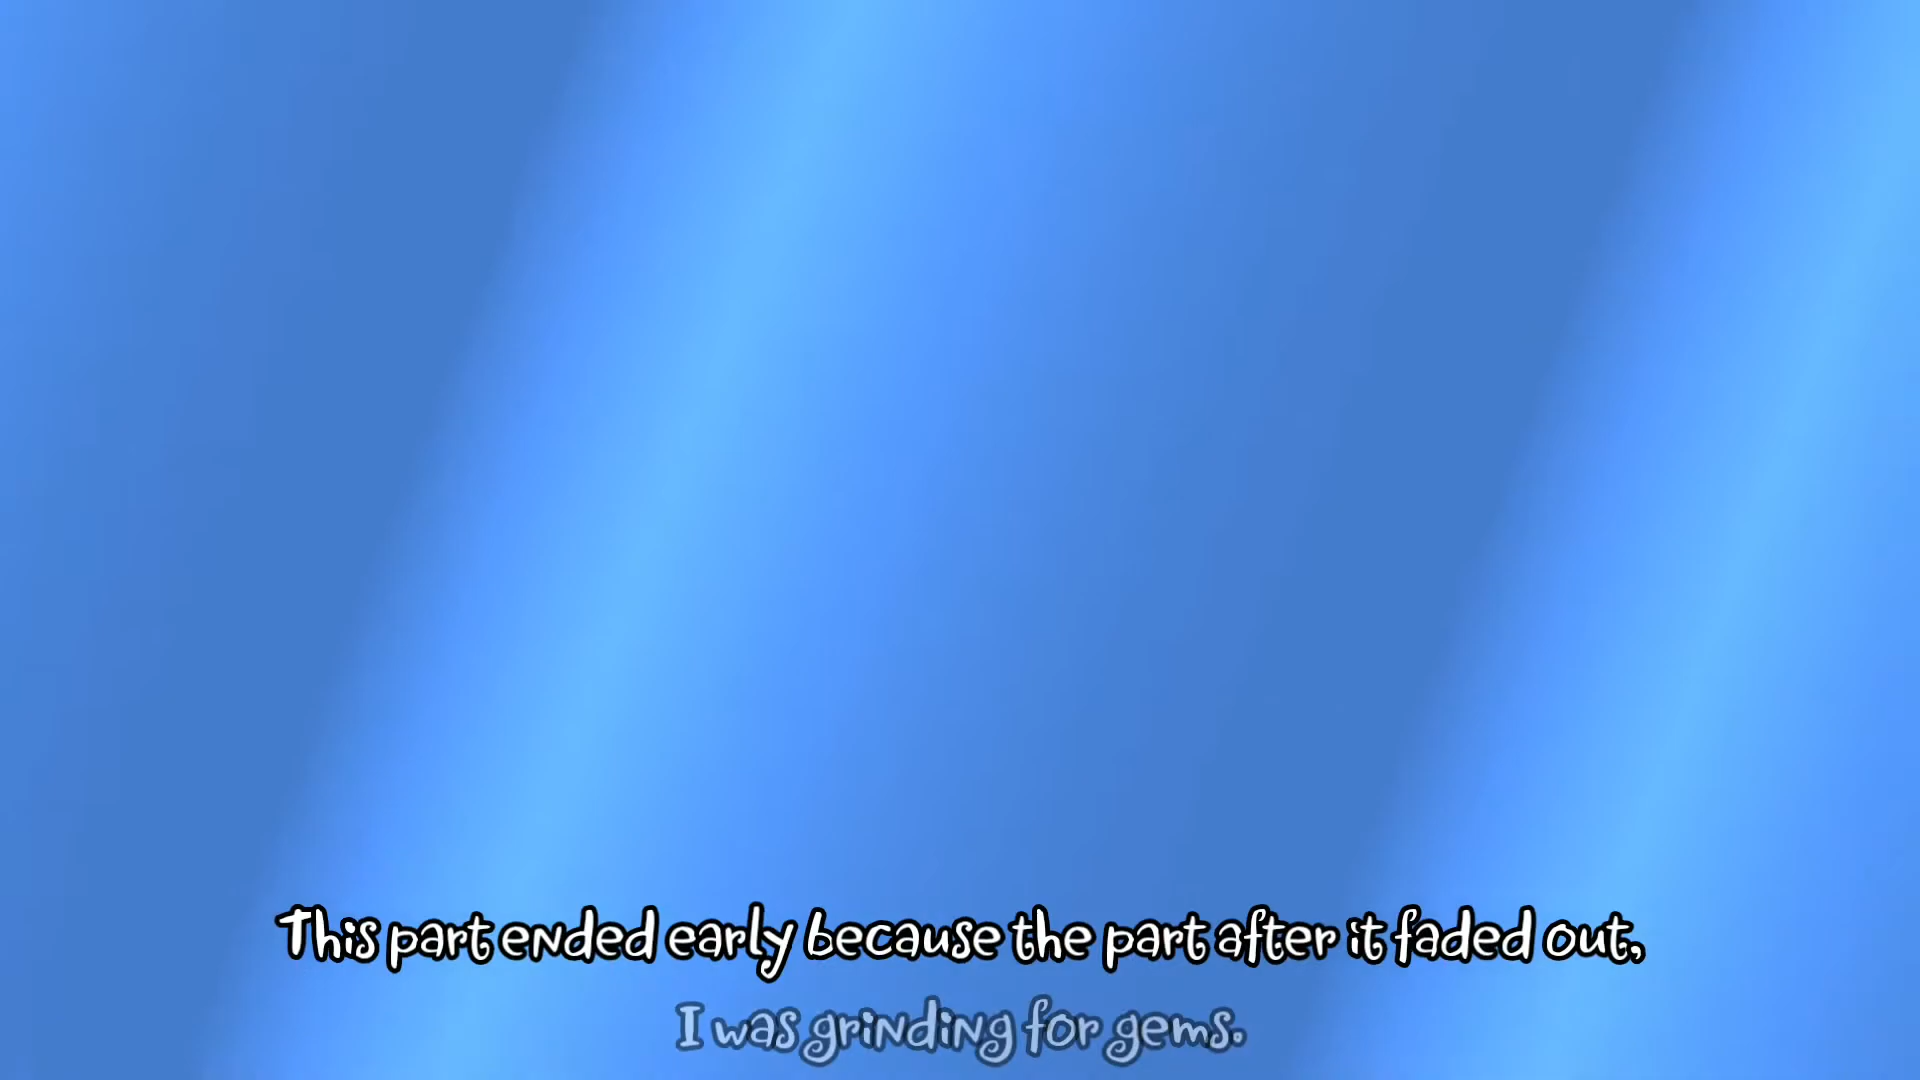 This part ended early because the part after it faded out,
I was grinding for gems.